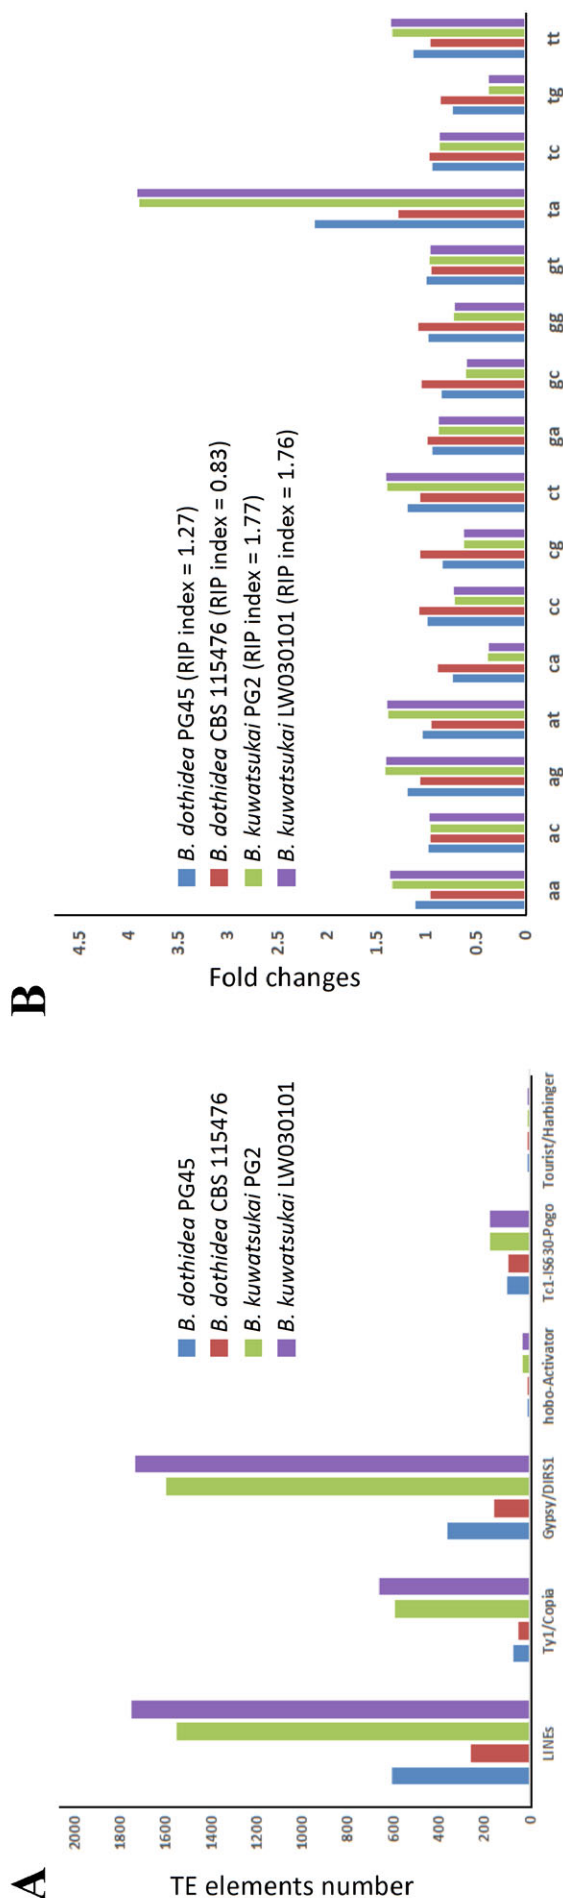 A
TE elements number
2000
1800
1600
1400
1200
1000
800
600
400
200
0
LINEs
Ty1/Copia
Gypsy/DIRS1
hobo-Activator
Tc1-IS630-Pogo
Tourist/Harbinger
B. dothidea PG45
B. dothidea CBS 115476
B. kuwatsukai PG2
B. kuwatsukai LW030101
B
Fold changes
4.5
4
3.5
3
2.5
2
1.5
1
0.5
0
aa
ac
ag
at
ca
cc
cg
ct
ga
gc
gg
gt
ta
tc
tg
tt
B. dothidea PG45 (RIP index = 1.27)
B. dothidea CBS 115476 (RIP index = 0.83)
B. kuwatsukai PG2 (RIP index = 1.77)
B. kuwatsukai LW030101 (RIP index = 1.76)